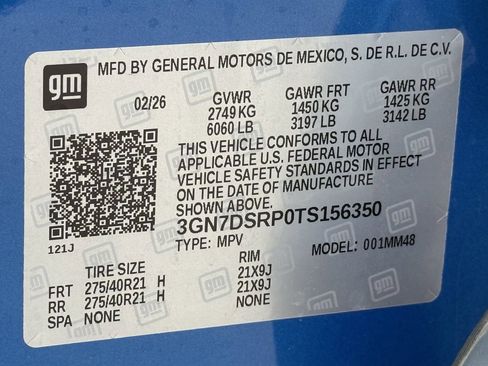 gm
MFD BY GENERAL MOTORS DE MEXICO, S. DE R.L. DE C.V.
02/26 GVWR GAWR FRT GAWR RR
2749 KG 1450 KG 1425 KG
6060 LB 3197 LB 3142 LB
THIS VEHICLE CONFORMS TO ALL
APPLICABLE U.S. FEDERAL MOTOR
VEHICLE SAFETY STANDARDS IN EFFECT
ON THE DATE OF MANUFACTURE SHOWN ABOVE.
3GN7DSRP0TS156350
121J TYPE: MPV MODEL: 001MM48
TIRE SIZE RIM
FRT 275/40R21 H 21X9J
RR 275/40R21 H 21X9J
SPA NONE NONE